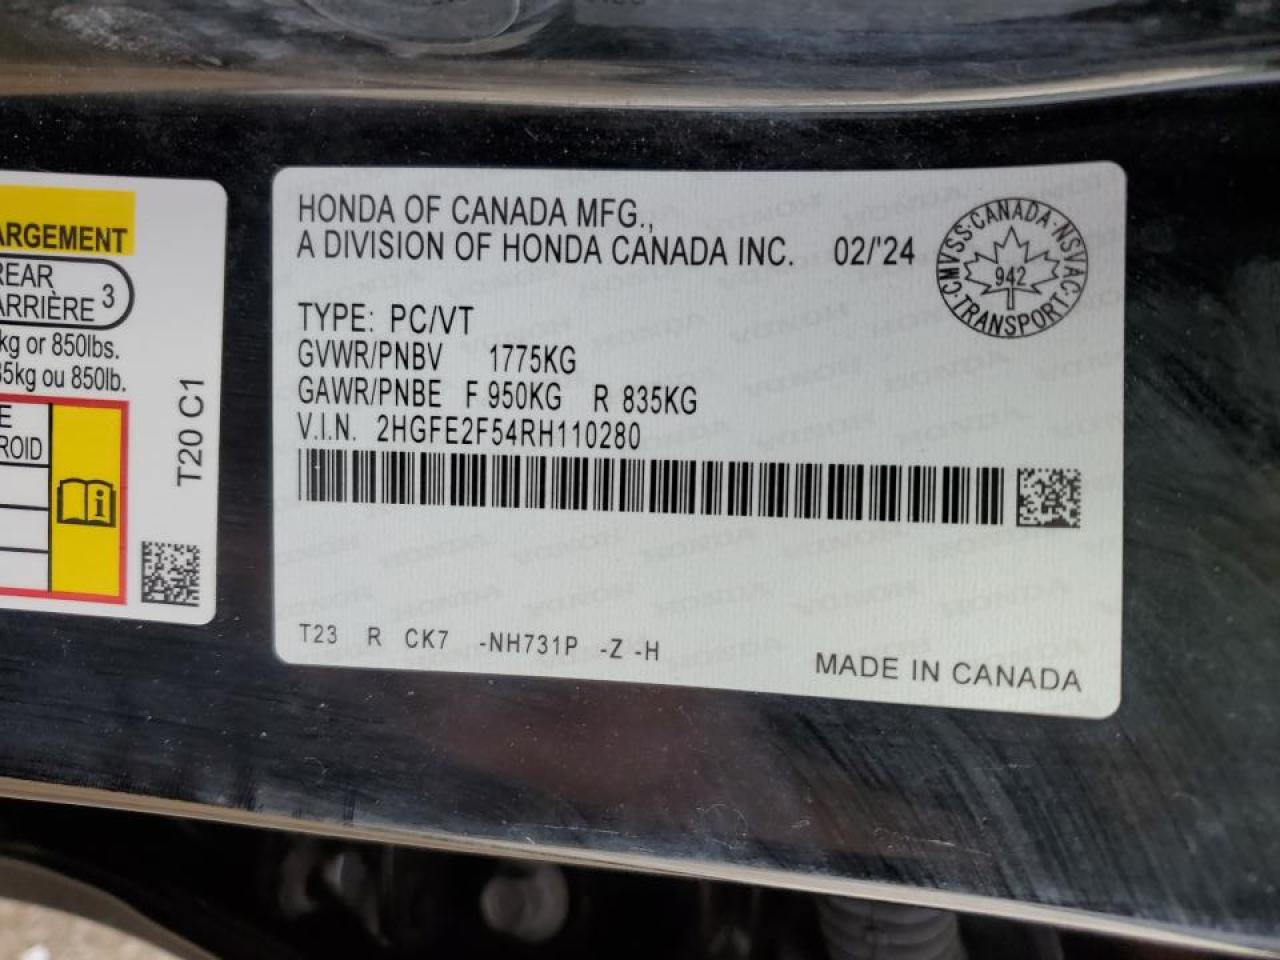 ARGEMENT
REAR
ARRIÈRE 3
kg or 850lbs.
35kg ou 850lb.
E
ROID
T20 C1
HONDA OF CANADA MFG.,
A DIVISION OF HONDA CANADA INC. 02/'24
CMVSS·CANADA·NSVAC·TRANSPORT
942
TYPE: PC/VT
GVWR/PNBV 1775KG
GAWR/PNBE F 950KG R 835KG
V.I.N. 2HGFE2F54RH110280
T23 R CK7 -NH731P -Z -H
MADE IN CANADA